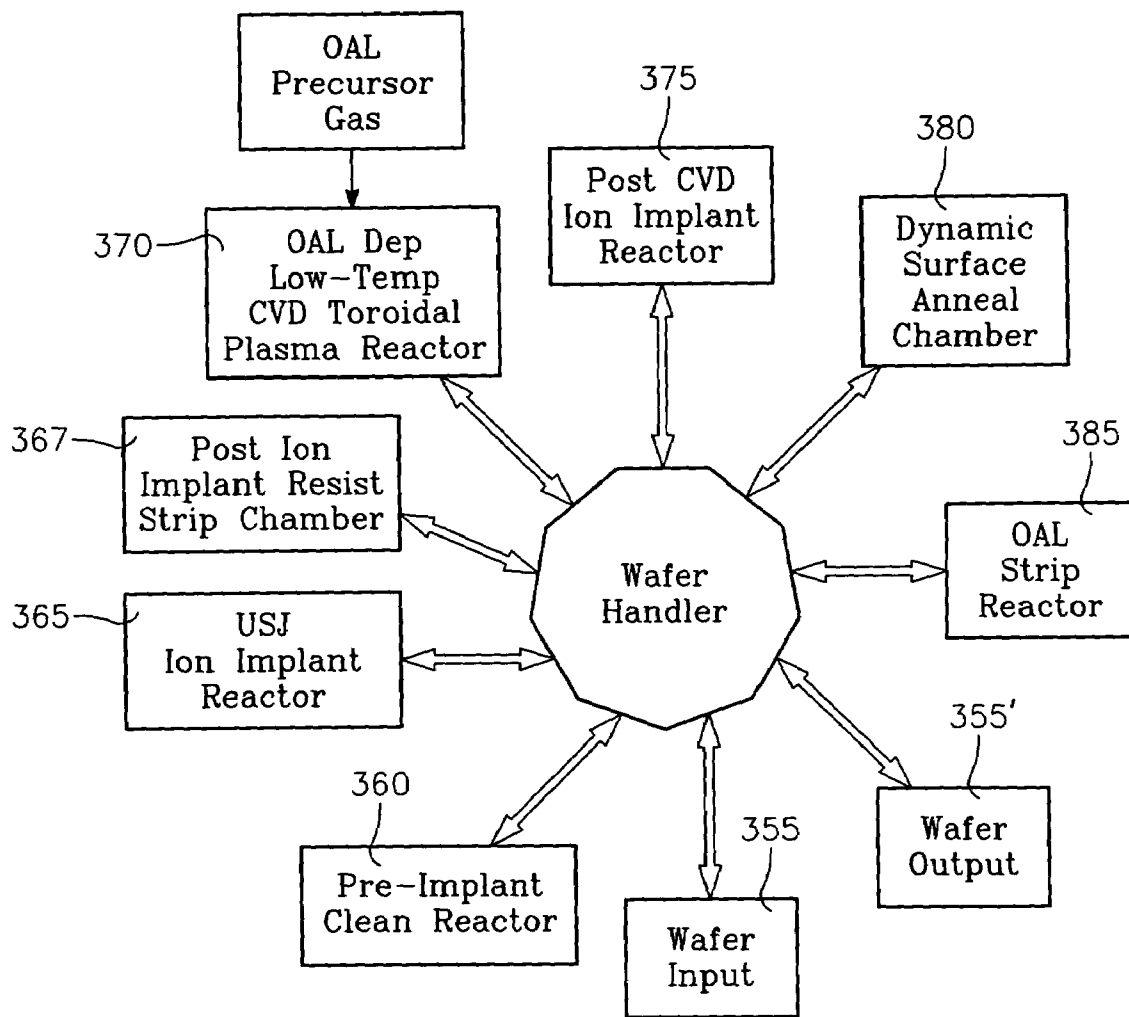 OAL
Precursor
Gas
375
380
Post CVD
Ion Implant
Reactor
Dynamic
Surface
Anneal
Chamber
370
OAL Dep
Low-Temp
CVD Toroidal
Plasma Reactor
367
Post Ion
Implant Resist
Strip Chamber
385
OAL
Strip
Reactor
Wafer
Handler
365
USJ
Ion Implant
Reactor
355'
Wafer
Output
360
Pre-Implant
Clean Reactor
355
Wafer
Input